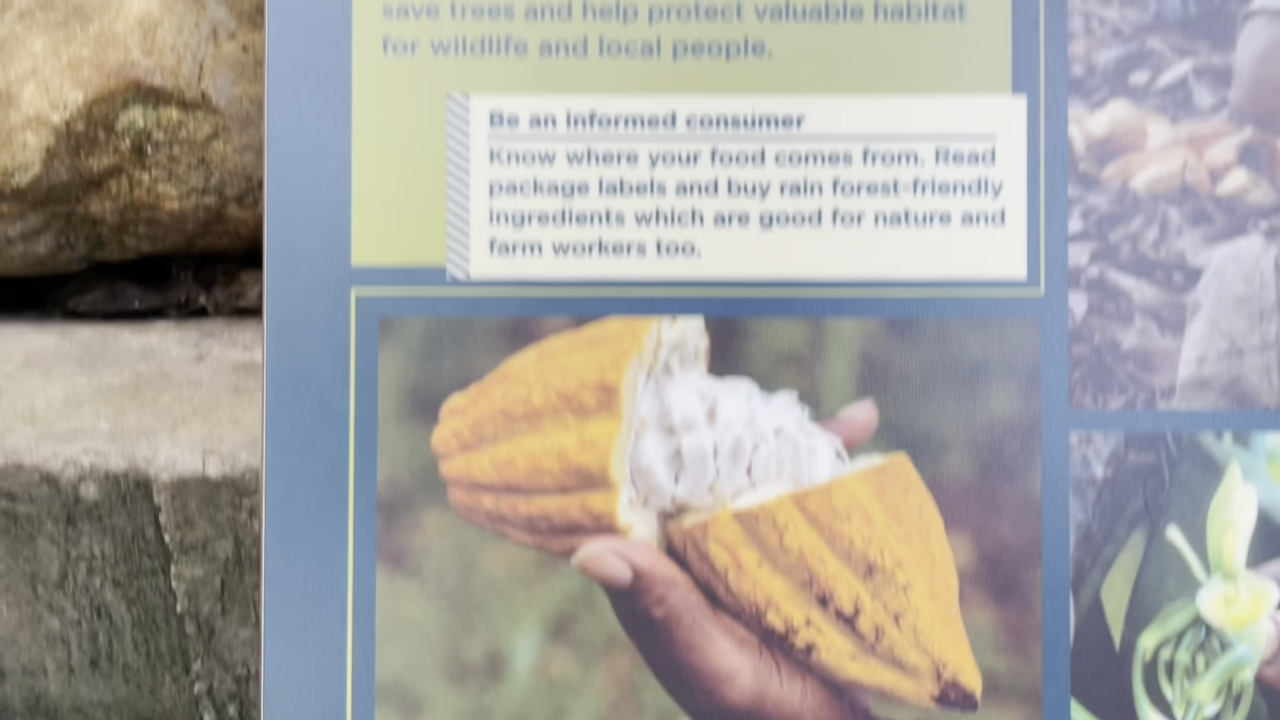 save trees and help protect valuable habitat
for wildlife and local people.
Be an informed consumer
Know where your food comes from. Read
package labels and buy rain forest-friendly
ingredients which are good for nature and
farm workers too.